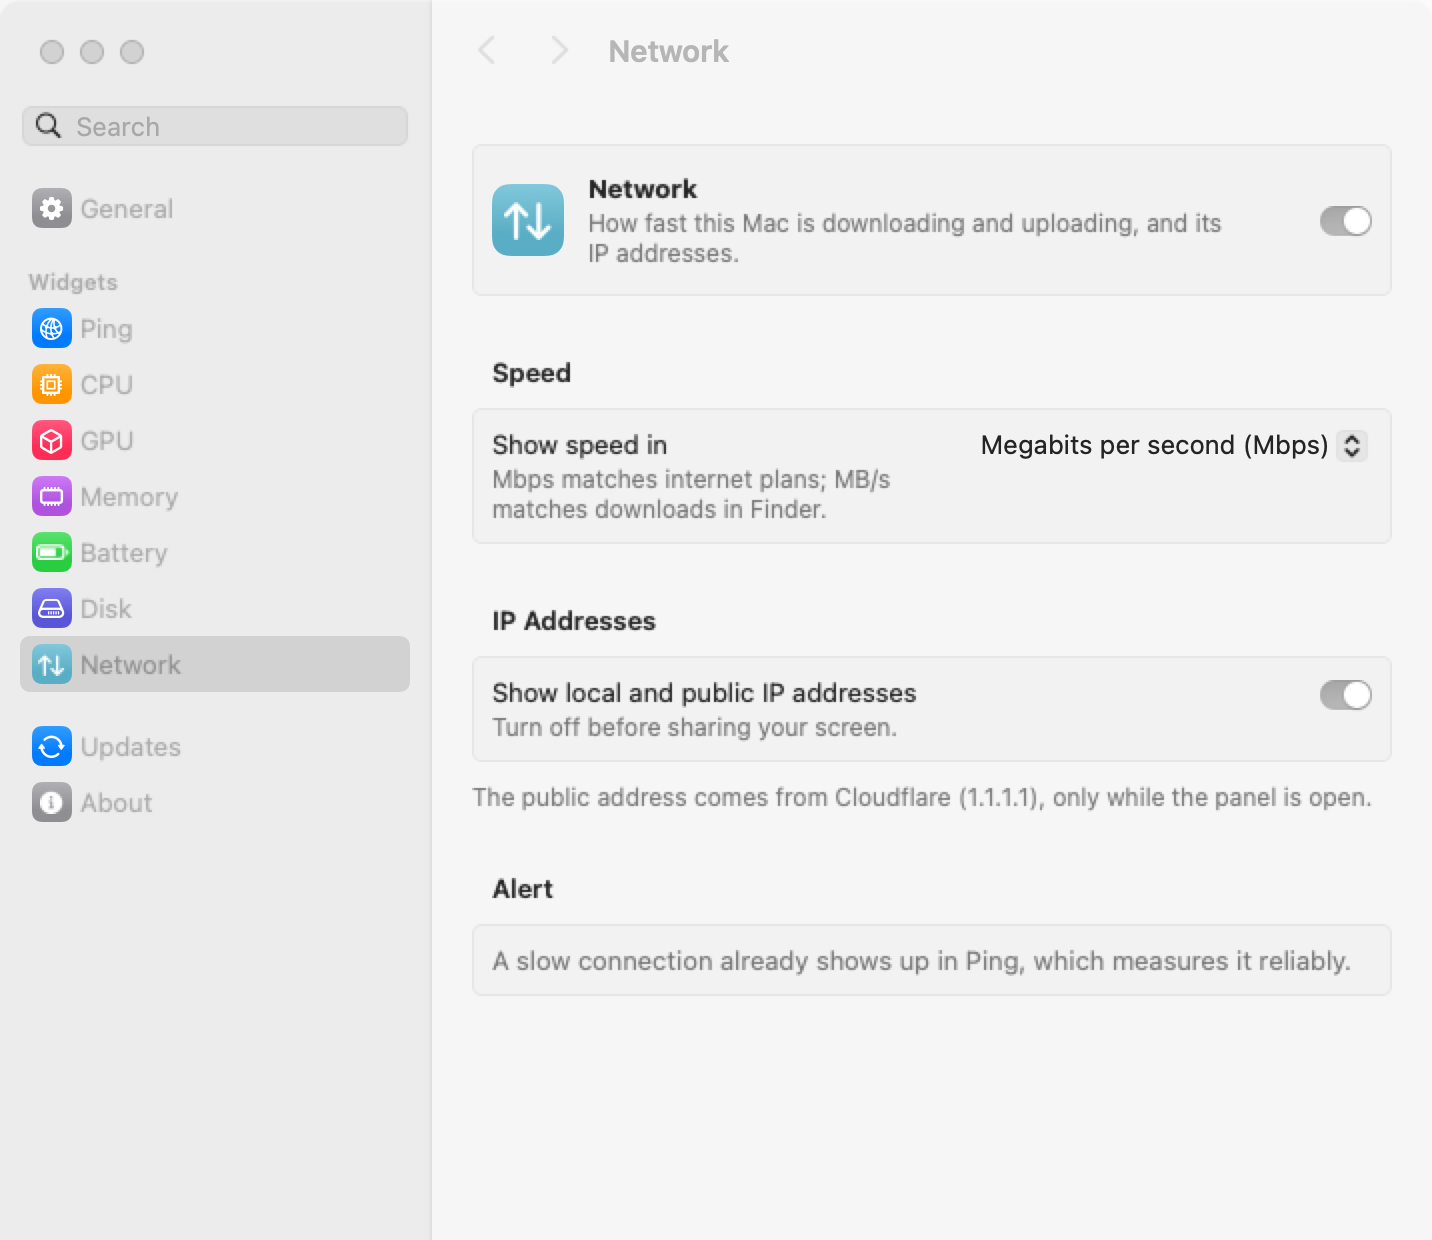 Network
Search
General
Widgets
Ping
CPU
GPU
Memory
Battery
Disk
Network
Updates
About
Network
How fast this Mac is downloading and uploading, and its
IP addresses.
Speed
Show speed in
Megabits per second (Mbps)
Mbps matches internet plans; MB/s
matches downloads in Finder.
IP Addresses
Show local and public IP addresses
Turn off before sharing your screen.
The public address comes from Cloudflare (1.1.1.1), only while the panel is open.
Alert
A slow connection already shows up in Ping, which measures it reliably.